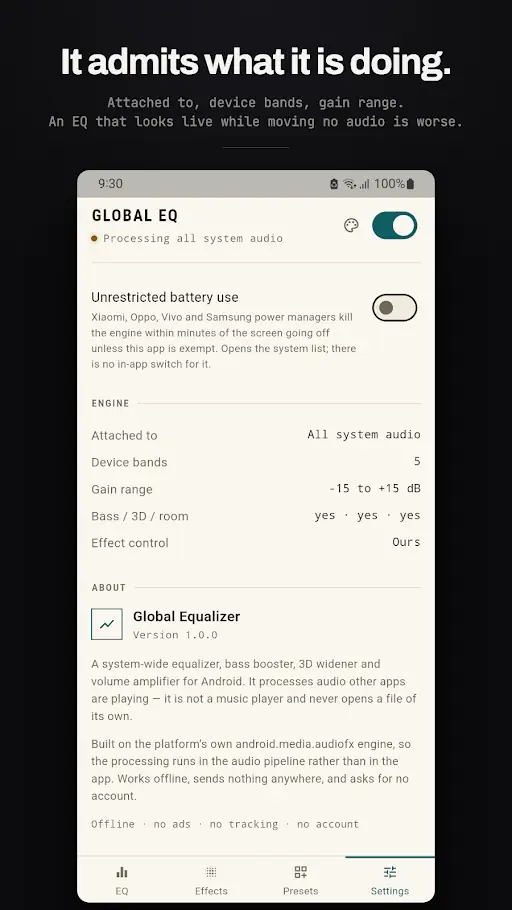 It admits what it is doing.
Attached to, device bands, gain range.
An EQ that looks live while moving no audio is worse.
9:30
100%
GLOBAL EQ
Processing all system audio
Unrestricted battery use
Xiaomi, Oppo, Vivo and Samsung power managers kill
the engine within minutes of the screen going off
unless this app is exempt. Opens the system list; there
is no in-app switch for it.
ENGINE
Attached to All system audio
Device bands 5
Gain range -15 to +15 dB
Bass / 3D / room yes · yes · yes
Effect control Ours
ABOUT
Global Equalizer
Version 1.0.0
A system-wide equalizer, bass booster, 3D widener and
volume amplifier for Android. It processes audio other apps
are playing — it is not a music player and never opens a file of
its own.
Built on the platform's own android.media.audiofx engine, so
the processing runs in the audio pipeline rather than in the
app. Works offline, sends nothing anywhere, and asks for no
account.
Offline · no ads · no tracking · no account
EQ Effects Presets Settings